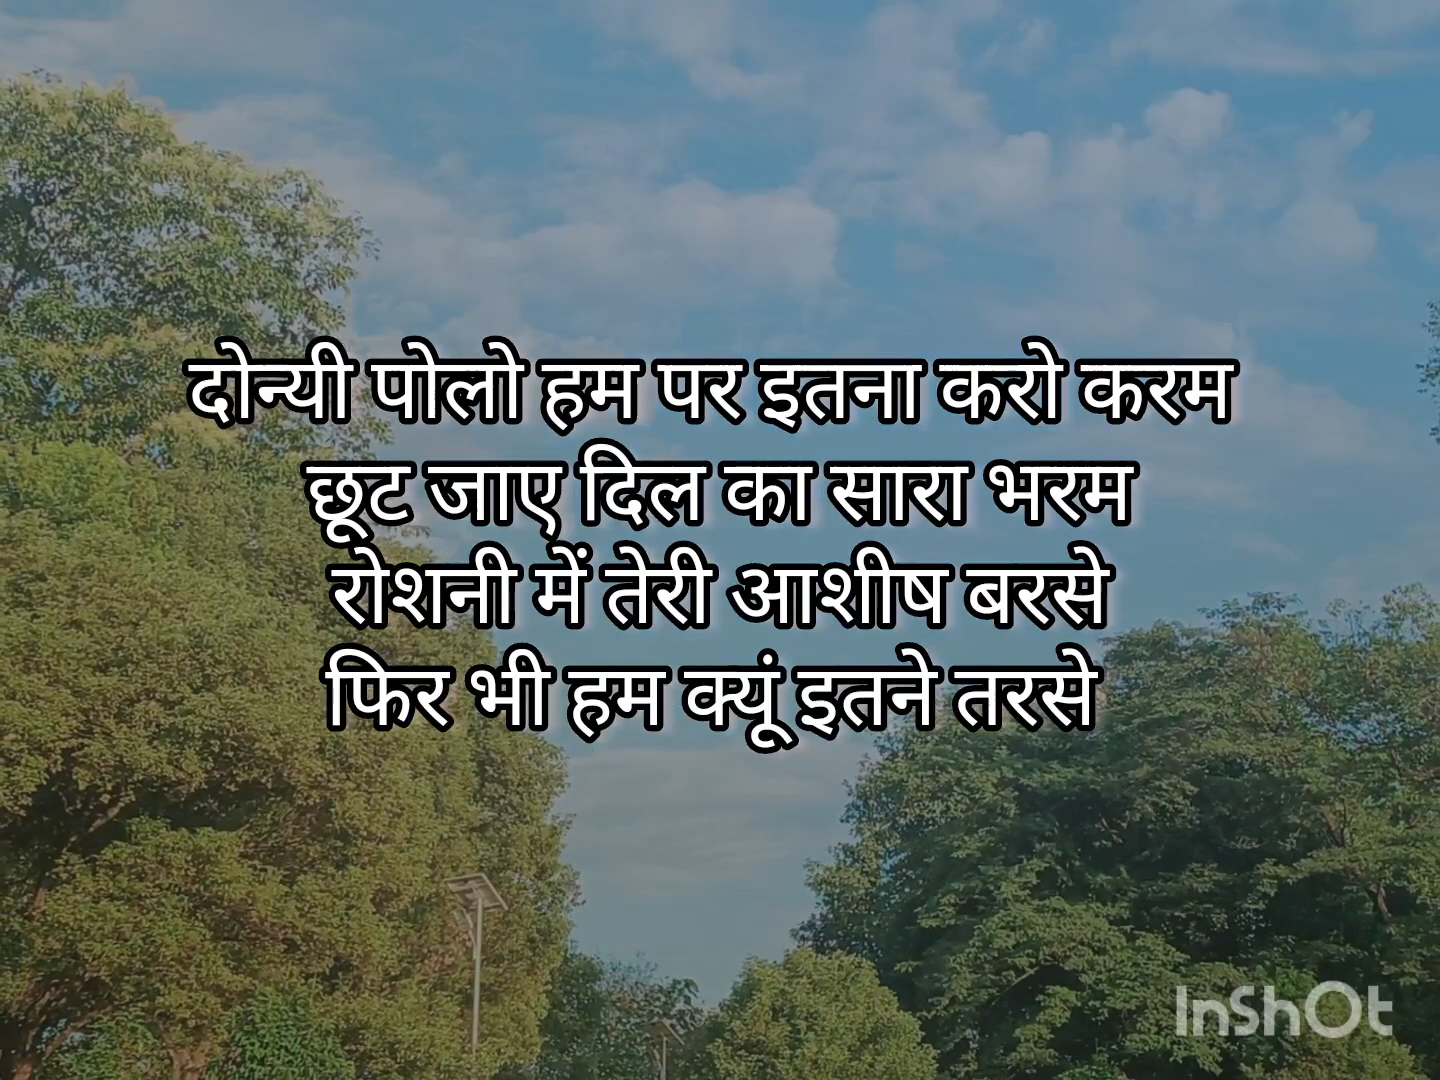 दोन्यी पोलो हम पर इतना करो करम
छूट जाए दिल का सारा भरम
रोशनी में तेरी आशीष बरसे
फिर भी हम क्यूं इतने तरसे
InShOt